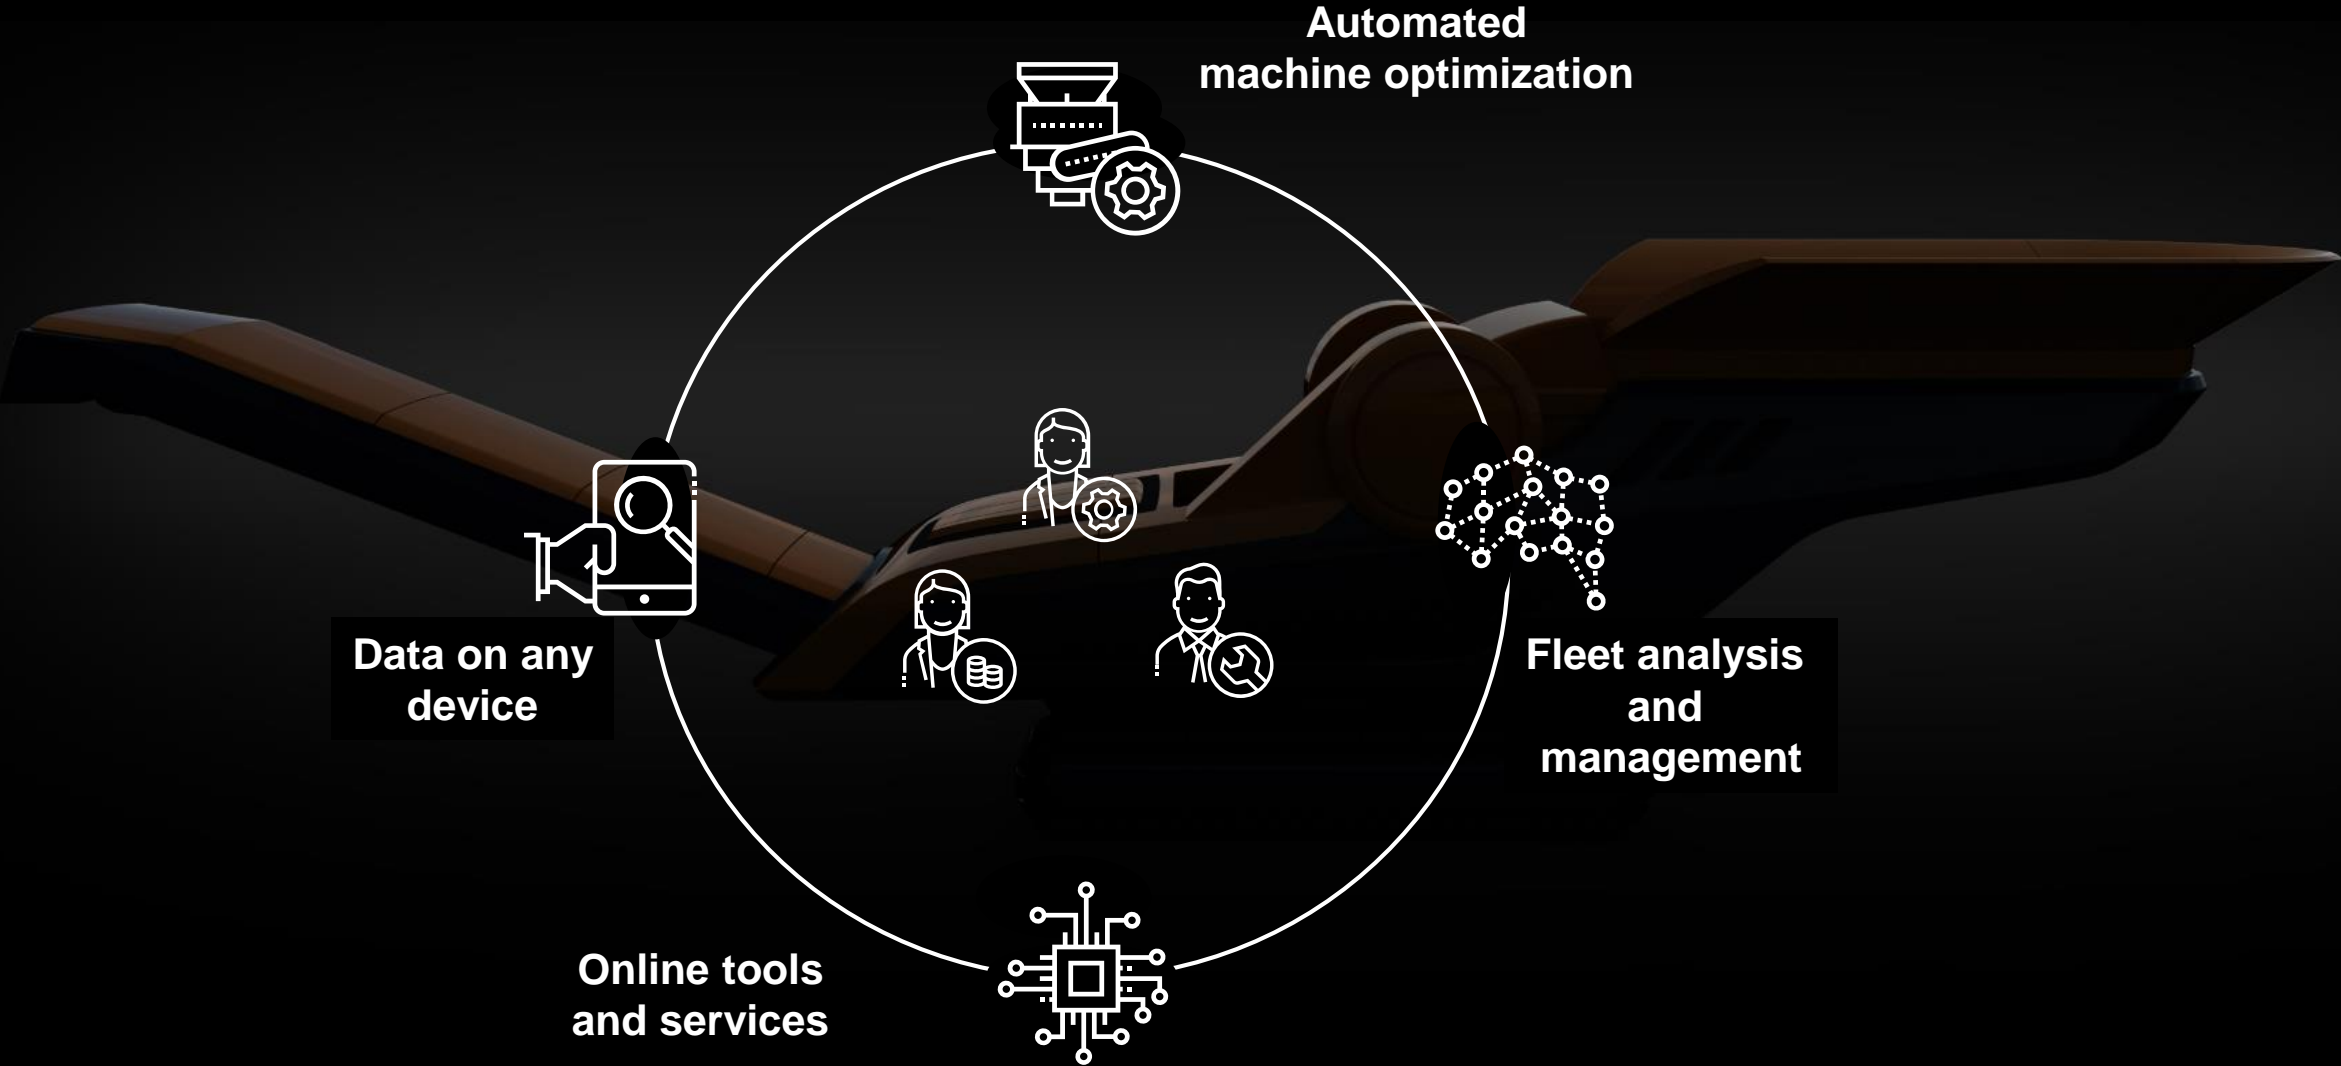 Automated
machine optimization
Data on any
device
Fleet analysis
and
management
Online tools
and services